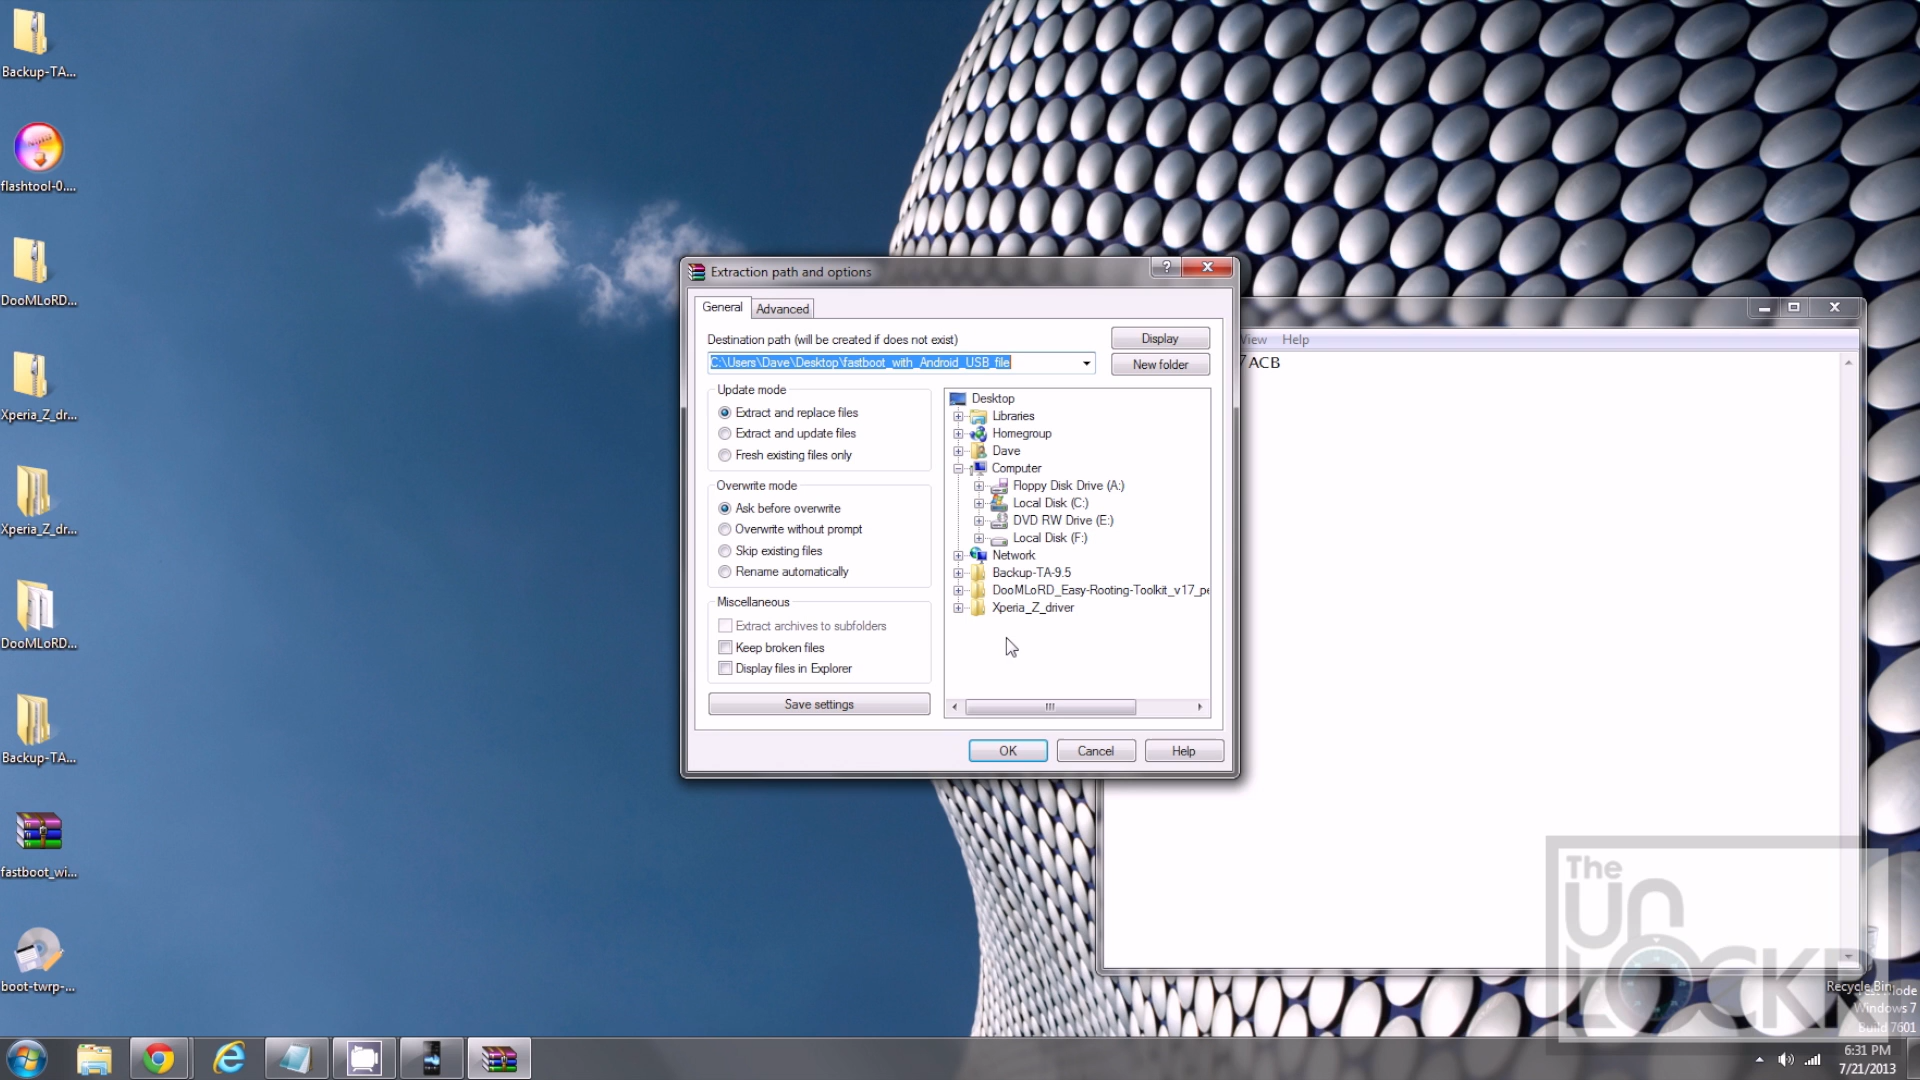 Backup-TA...
flashtool-0....
DooMLoRD...
Xperia_Z_dr...
Xperia_Z_dr...
DooMLoRD...
Backup-TA...
fastboot_wi...
boot-twrp-...
Extraction path and options
?
General
Advanced
Destination path (will be created if does not exist)
Display
C:\Users\Dave\Desktop\fastboot_with_Android_USB_file
New folder
Update mode
Extract and replace files
Extract and update files
Fresh existing files only
Overwrite mode
Ask before overwrite
Overwrite without prompt
Skip existing files
Rename automatically
Miscellaneous
Extract archives to subfolders
Keep broken files
Display files in Explorer
Save settings
Desktop
Libraries
Homegroup
Dave
Computer
Floppy Disk Drive (A:)
Local Disk (C:)
DVD RW Drive (E:)
Local Disk (F:)
Network
Backup-TA-9.5
DooMLoRD_Easy-Rooting-Toolkit_v17_pe
Xperia_Z_driver
OK
Cancel
Help
View Help
7ACB
The
UN
LOCKR
Recycle Bin
Mode
Windows 7
Build 7601
6:31 PM
7/21/2013